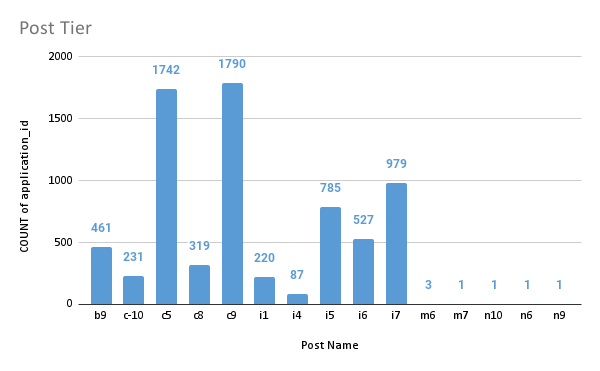 Post Tier
2000
1500
1000
500
0
COUNT of application_id
461
231
1742
319
1790
220
87
785
527
979
3
1
1
1
1
b9
c-10
c5
c8
c9
i1
i4
i5
i6
i7
m6
m7
n10
n6
n9
Post Name